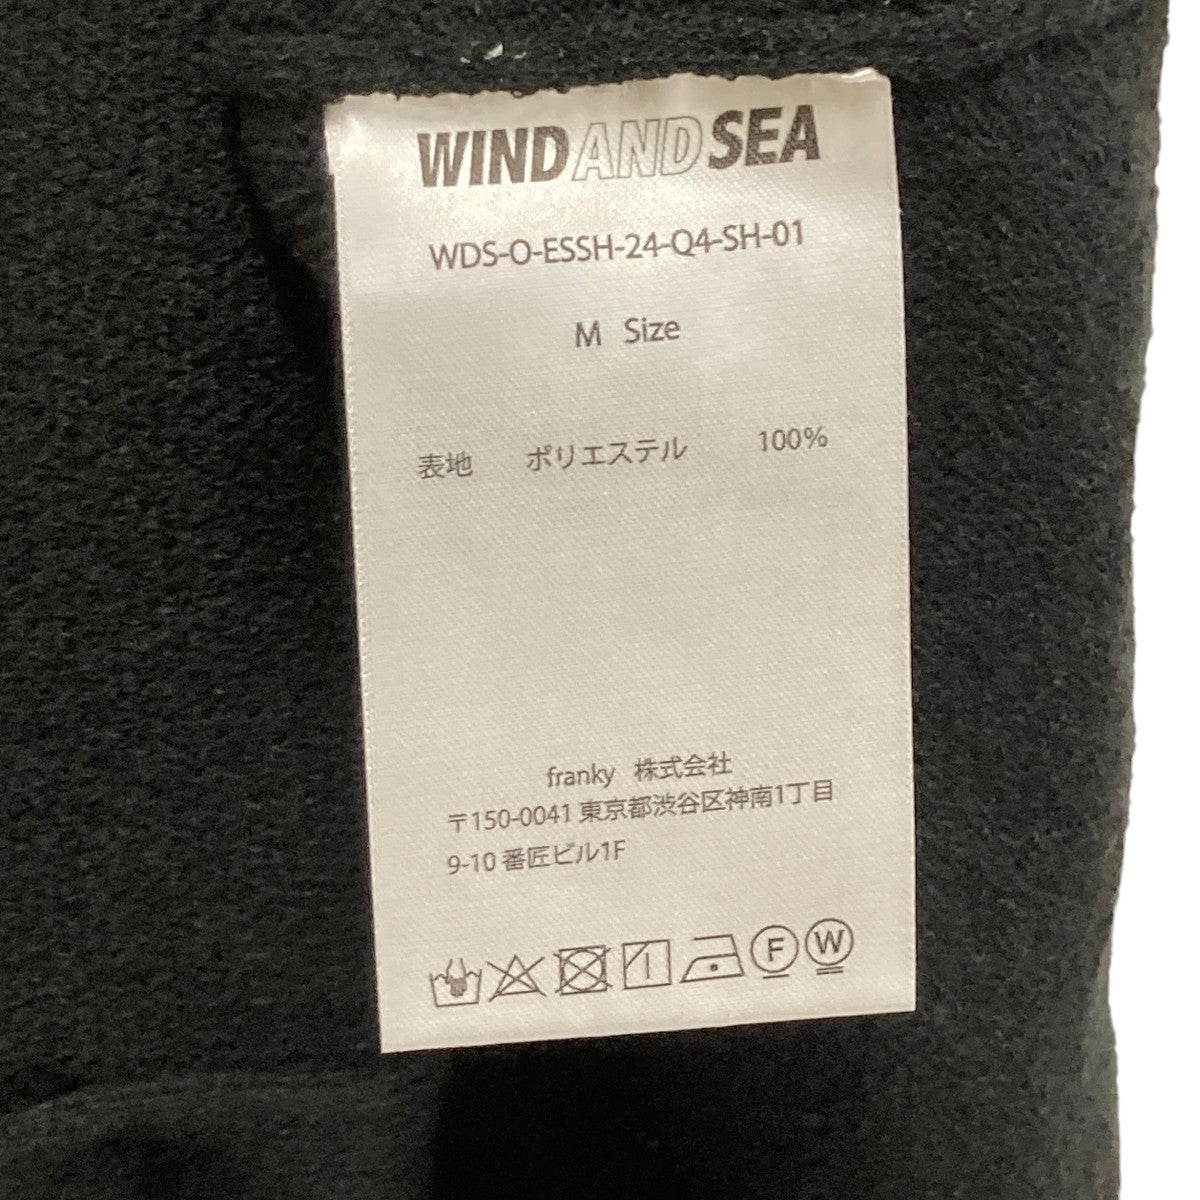 WINDANDSEA
WDS-O-ESSH-24-Q4-SH-01
M Size
表地 ポリエステル 100%
franky 株式会社
〒150-0041 東京都渋谷区神南1丁目
9-10 番匠ビル1F
F W